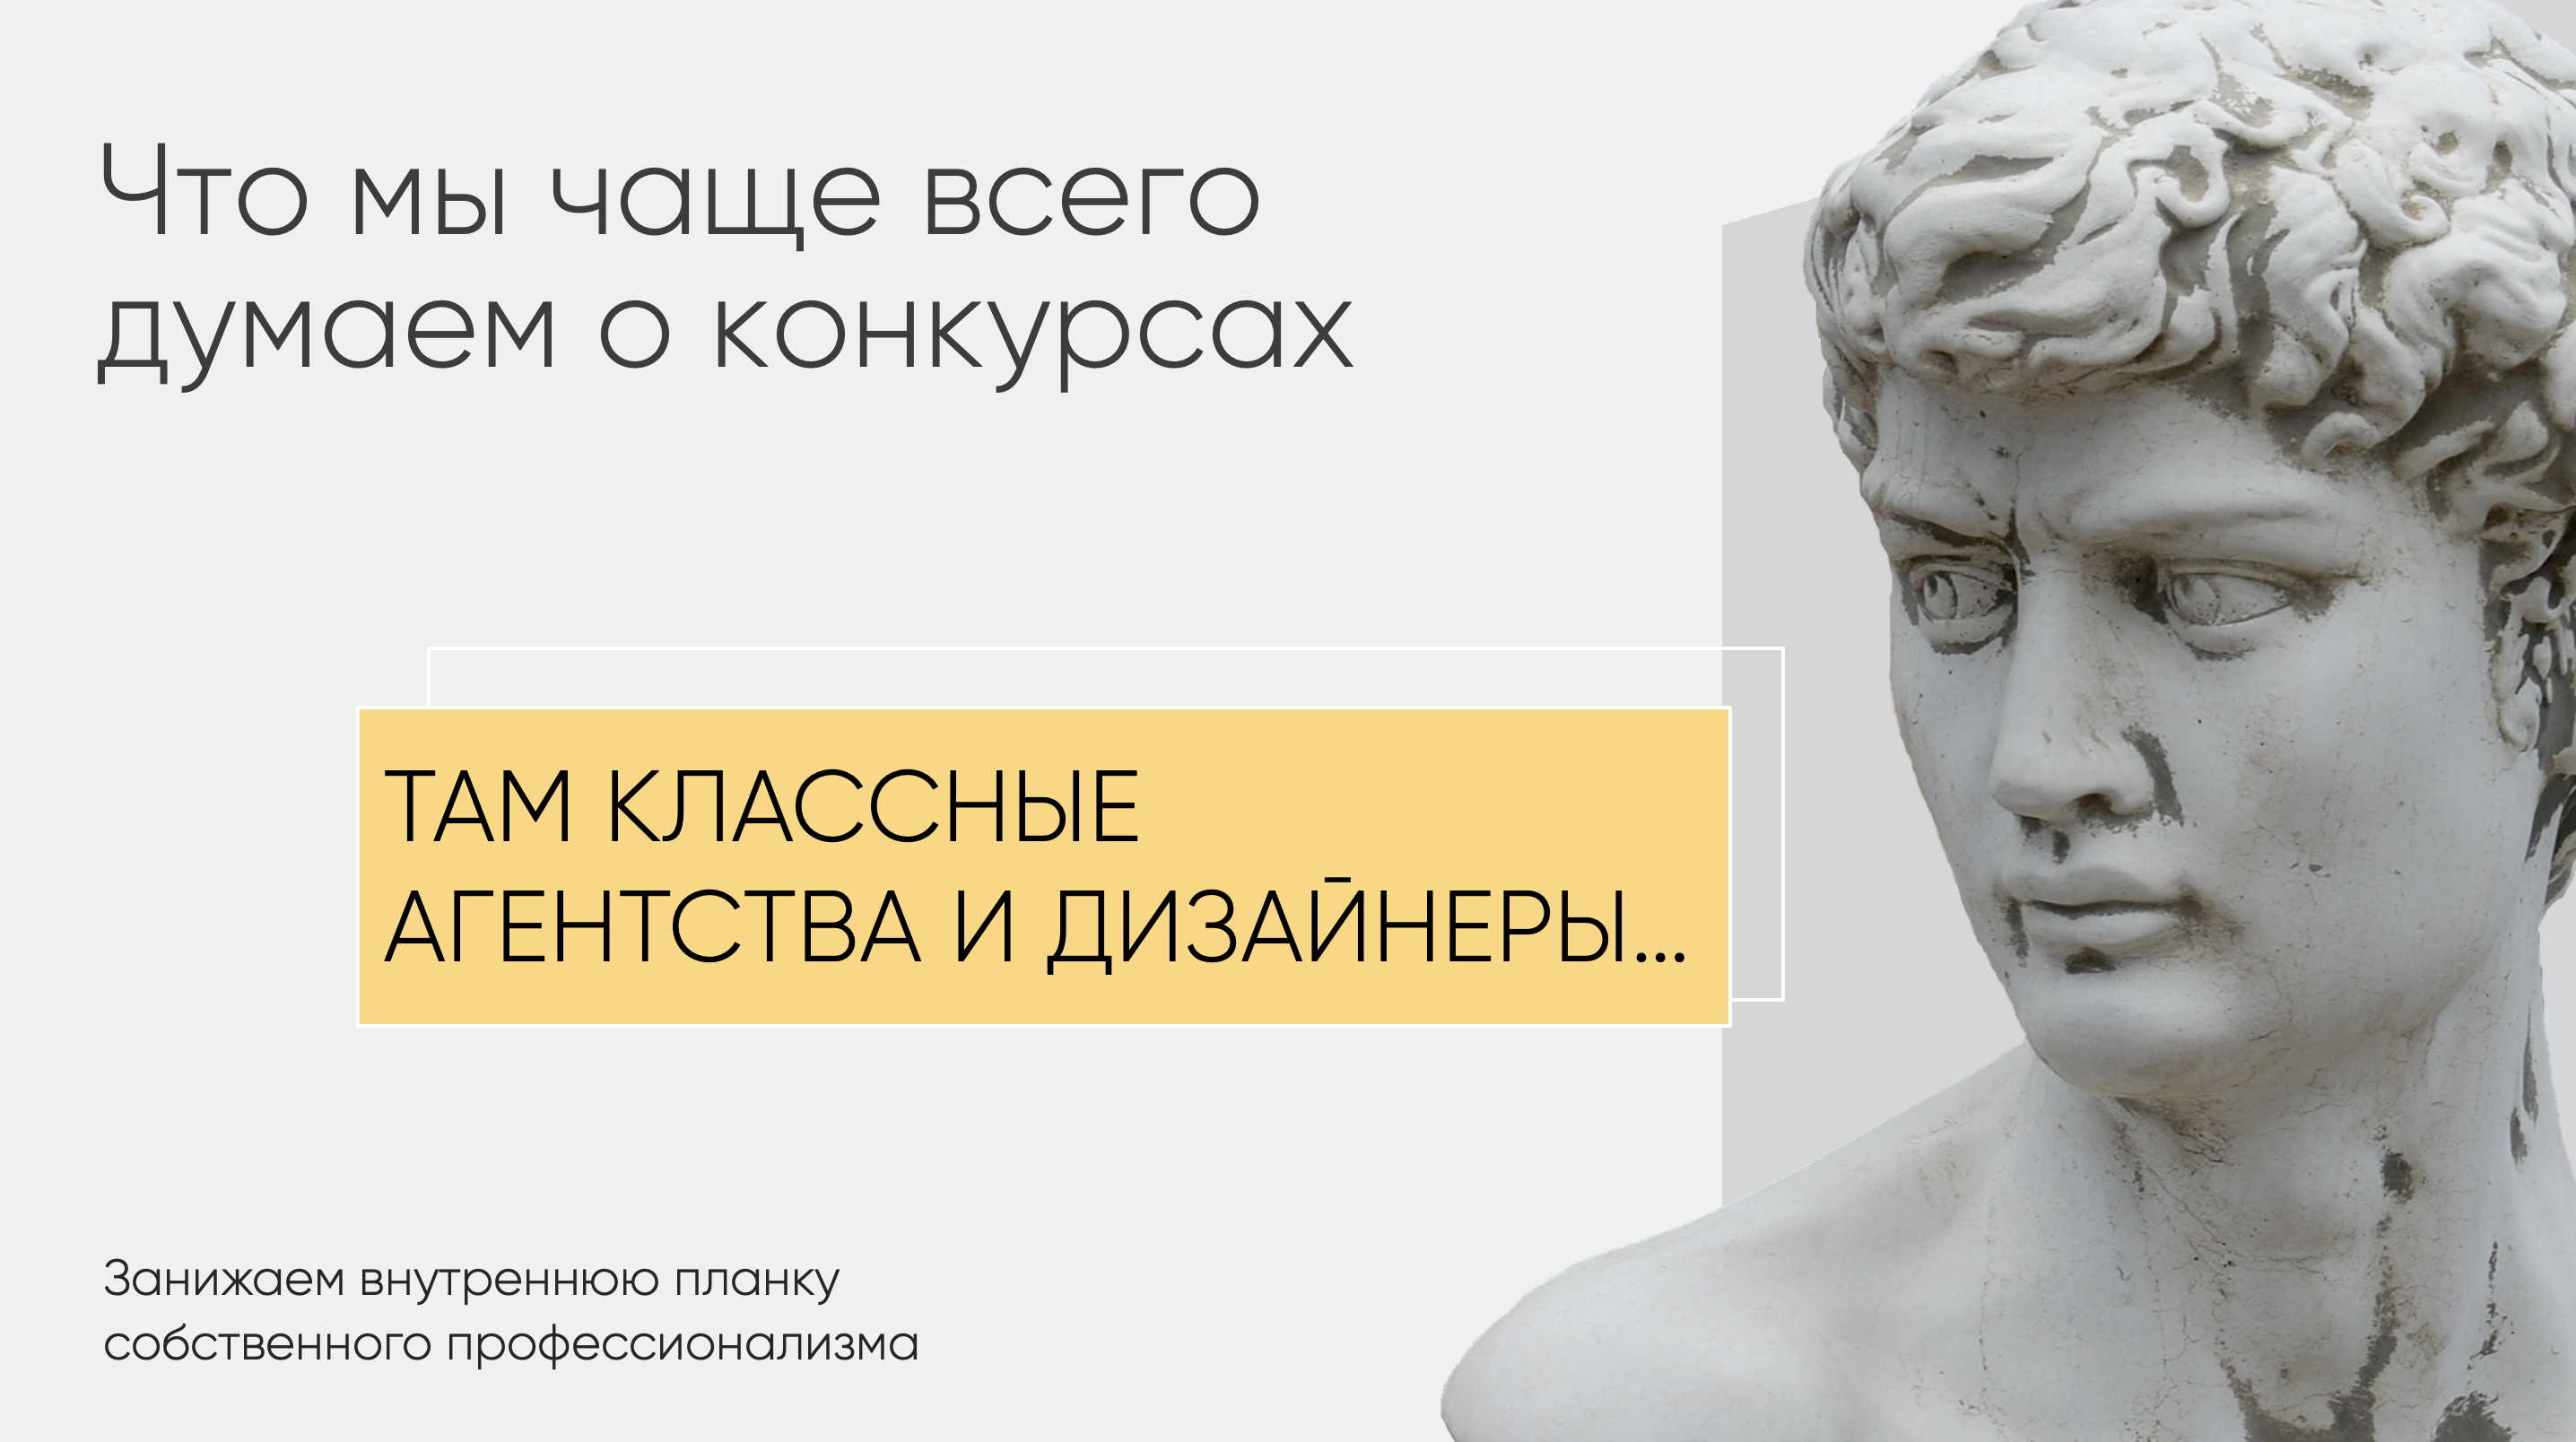 Что мы чаще всего
думаем о конкурсах
ТАМ КЛАССНЫЕ
АГЕНТСТВА И ДИЗАЙНЕРЫ...
Занижаем внутреннюю планку
собственного профессионализма